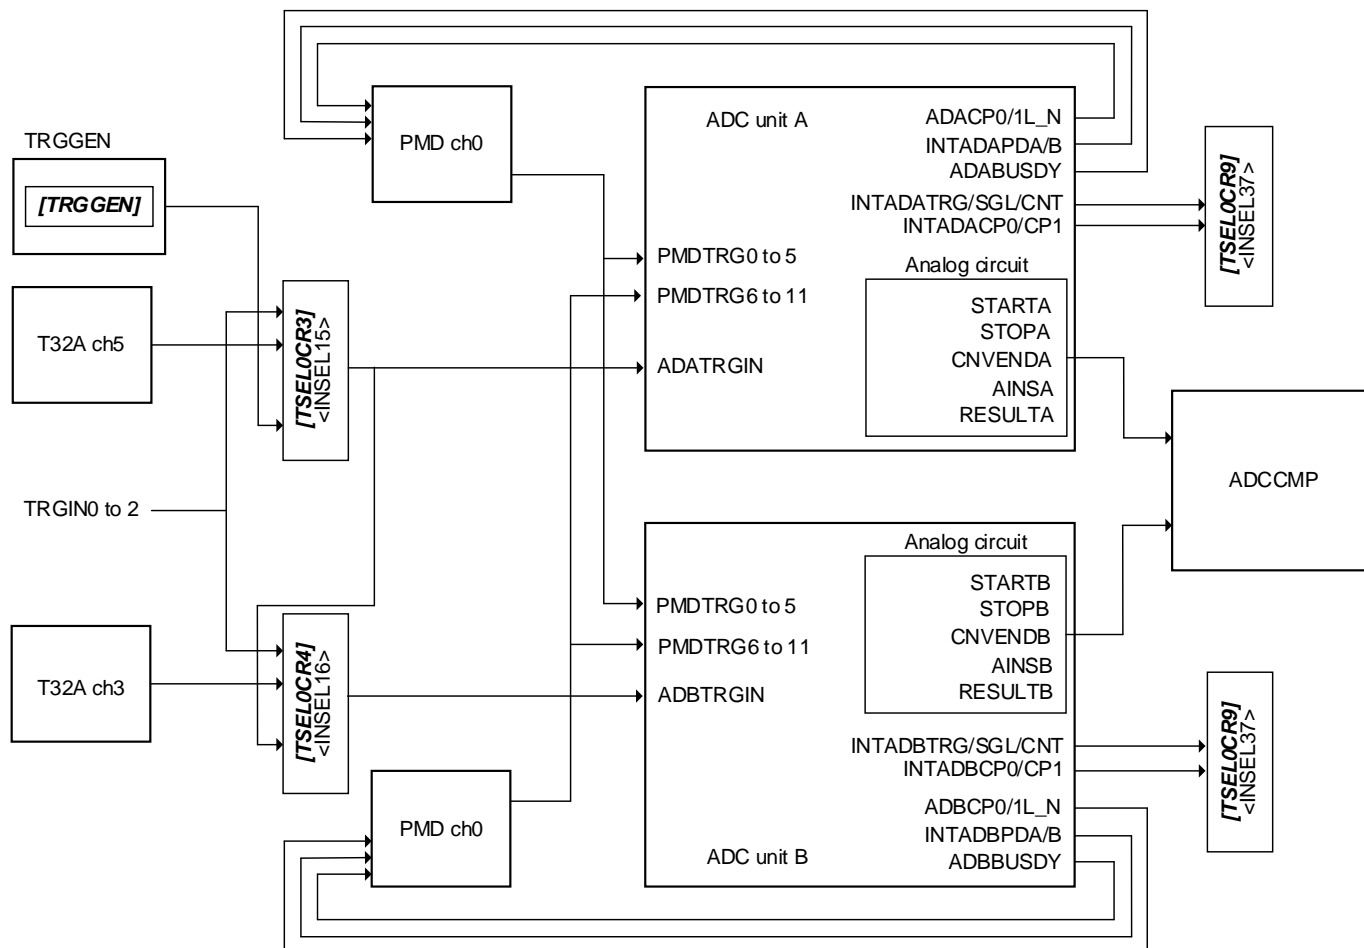 TRGGEN
[TRGGEN]
T32A ch5
TRGIN0 to 2
T32A ch3
[TSEL0CR3]
<INSEL15>
[TSEL0CR4]
<INSEL16>
PMD ch0
PMD ch0
ADC unit A
ADACP0/1L_N
INTADAPDA/B
ADABUSDY
INTADATRG/SGL/CNT
INTADACP0/CP1
PMDTRG0 to 5
PMDTRG6 to 11
ADATRGIN
Analog circuit
STARTA
STOPA
CNVENDA
AINSA
RESULTA
[TSEL0CR9]
<INSEL37>
ADCCMP
Analog circuit
STARTB
STOPB
CNVENDB
AINSB
RESULTB
PMDTRG0 to 5
PMDTRG6 to 11
ADBTRGIN
INTADBTRG/SGL/CNT
INTADBCP0/CP1
ADBCP0/1L_N
INTADBPDA/B
ADBBUSDY
ADC unit B
[TSEL0CR9]
<INSEL37>